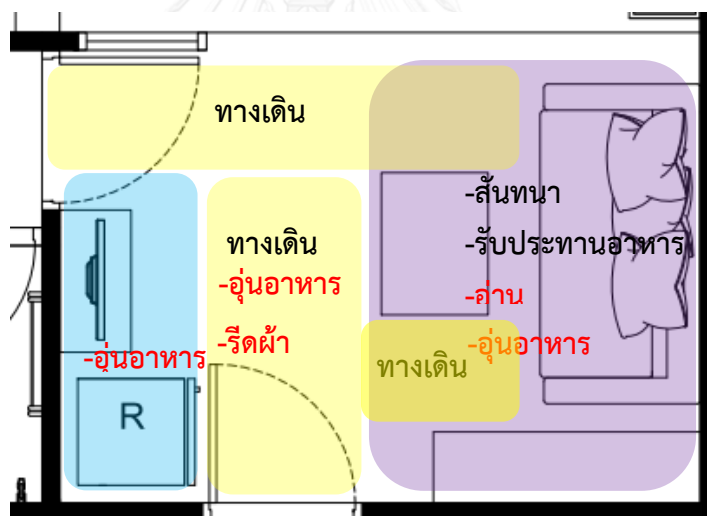 ทางเดิน
-สันทนา
ทางเดิน
-รับประทานอาหาร
-อุ่นอาหาร
-อ่าน
-รีดผ้า
-อุ่นอาหาร
-อุ่นอาหาร
ทางเดิน
R